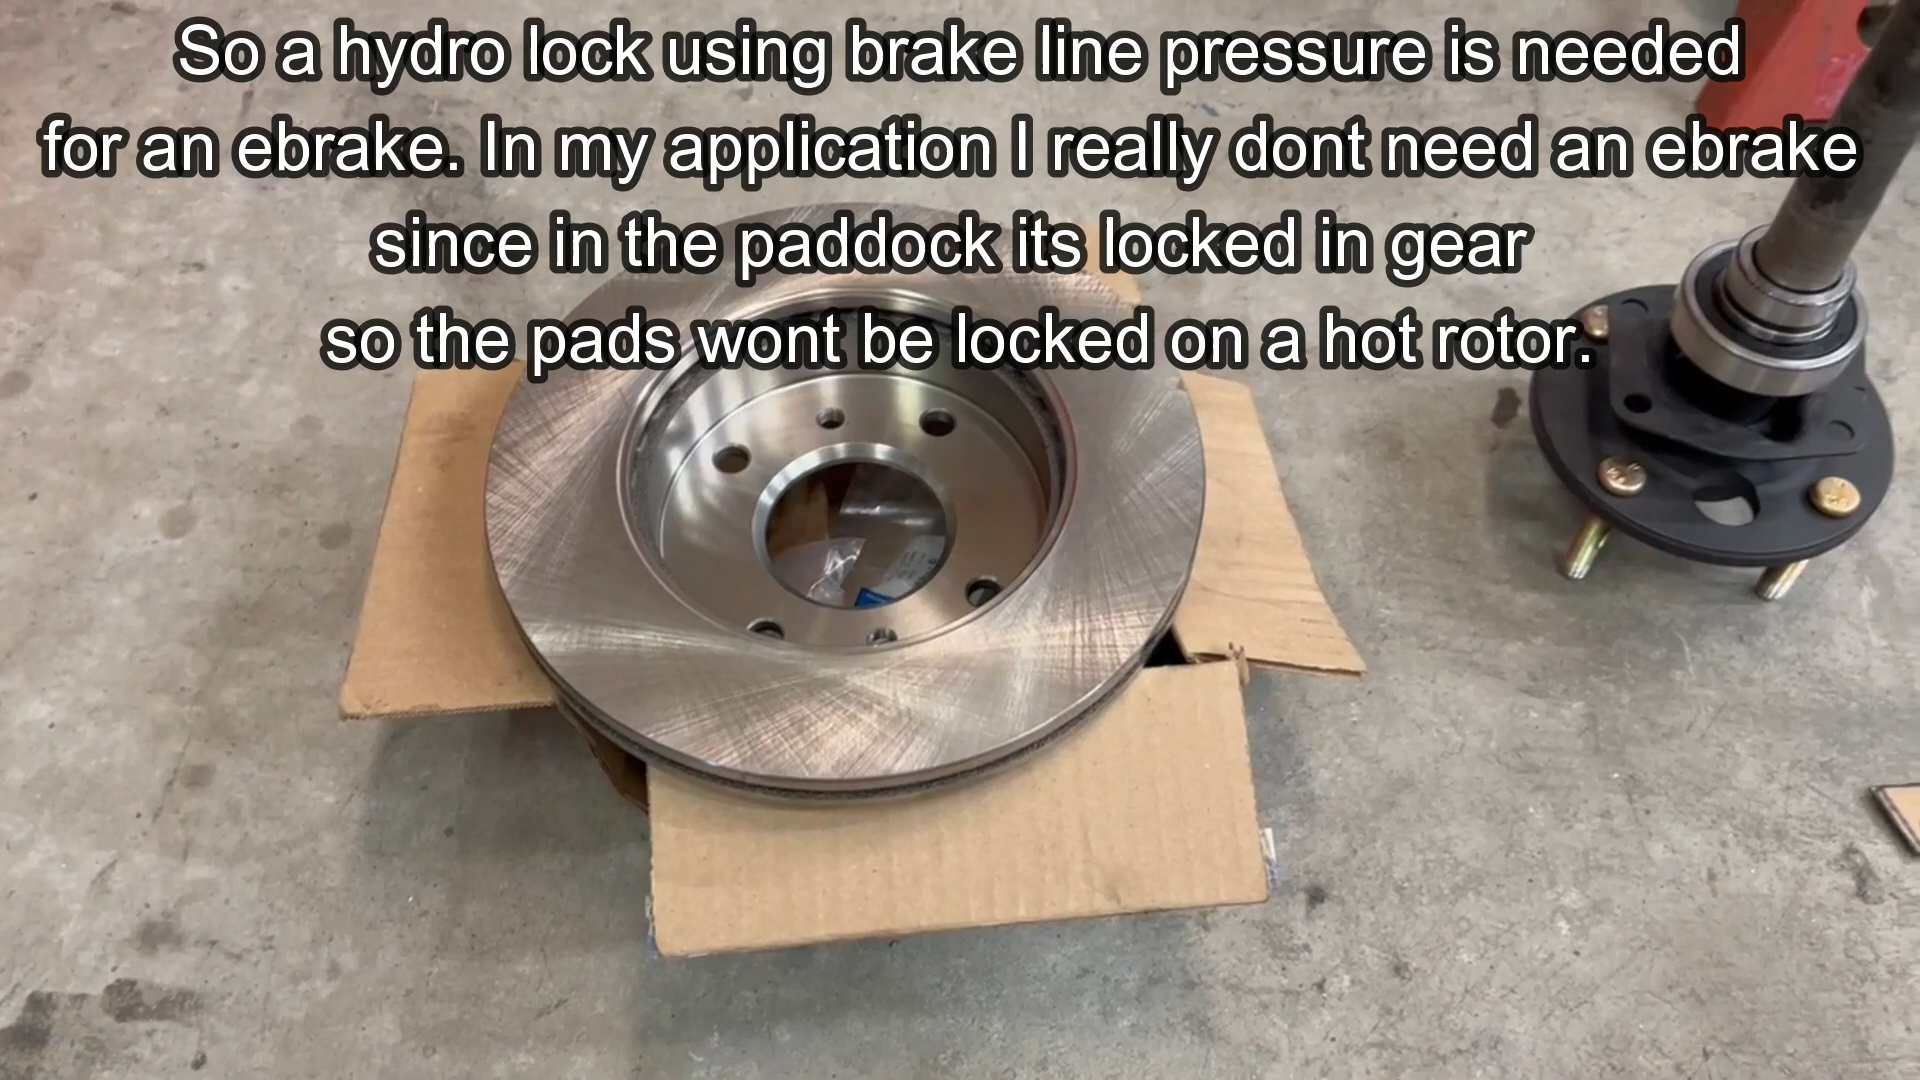 So a hydro lock using brake line pressure is needed
for an ebrake. In my application I really dont need an ebrake
since in the paddock its locked in gear
so the pads wont be locked on a hot rotor.